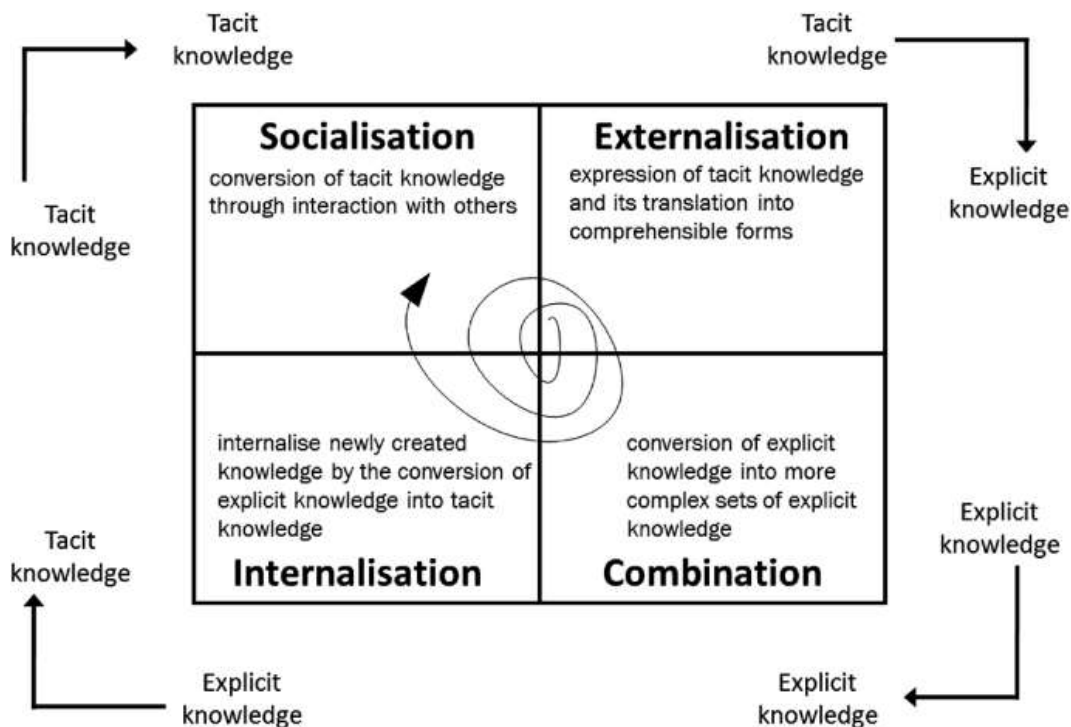 Tacit
knowledge
Tacit
knowledge
Socialisation
conversion of tacit knowledge
through interaction with others
Tacit
knowledge
Externalisation
expression of tacit knowledge
and its translation into
comprehensible forms
Explicit
knowledge
Tacit
knowledge
internalise newly created
knowledge by the conversion of
explicit knowledge into tacit
knowledge
Internalisation
conversion of explicit
knowledge into more
complex sets of explicit
knowledge
Combination
Explicit
knowledge
Explicit
knowledge
Explicit
knowledge